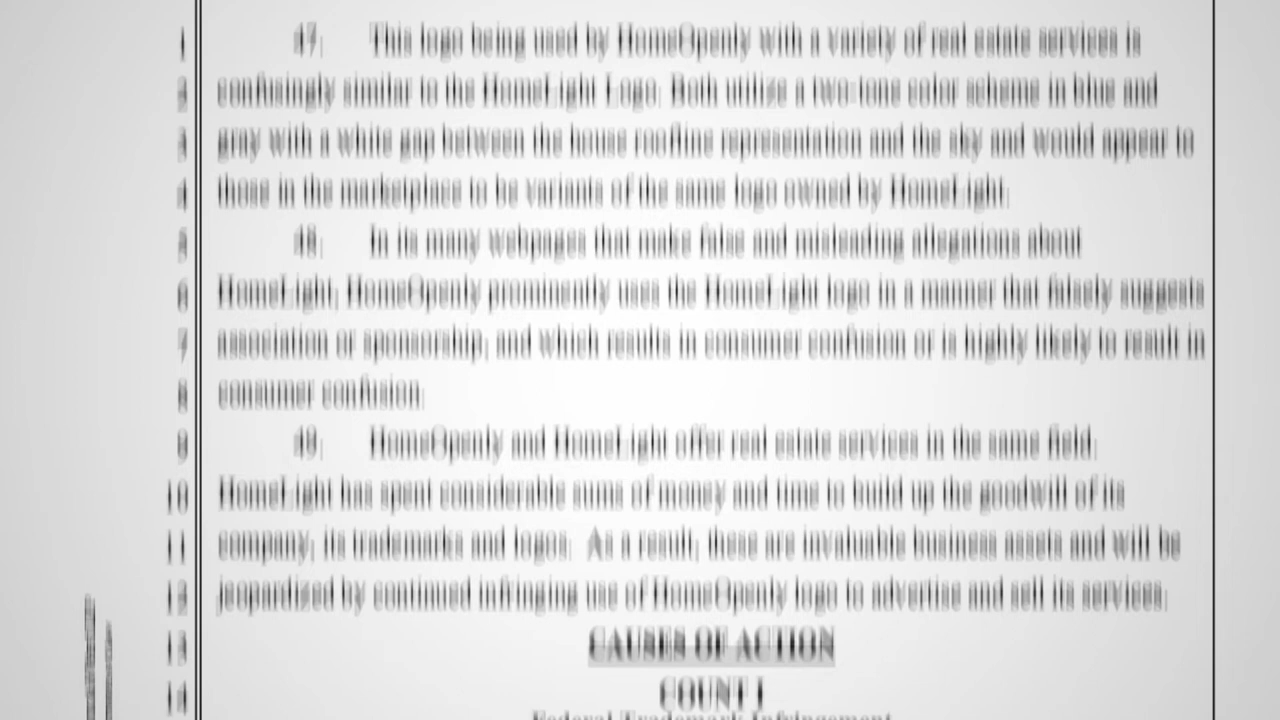 1 47. This logo being used by HomeOpenly with a variety of real estate services is
2 confusingly similar to the HomeLight Logo. Both utilize a two-tone color scheme in blue and
3 gray with a white gap between the house roofline representation and the sky and would appear to
4 those in the marketplace to be variants of the same logo owned by HomeLight.
5 48. In its many webpages that make false and misleading allegations about
6 HomeLight, HomeOpenly prominently uses the HomeLight logo in a manner that falsely suggests
7 association or sponsorship, and which results in consumer confusion or is highly likely to result in
8 consumer confusion.
9 49. HomeOpenly and HomeLight offer real estate services in the same field.
10 HomeLight has spent considerable sums of money and time to build up the goodwill of its
11 company, its trademarks and logos. As a result, these are invaluable business assets and will be
12 jeopardized by continued infringing use of HomeOpenly logo to advertise and sell its services.
13 CAUSES OF ACTION
14 COUNT I
Federal Trademark Infringement